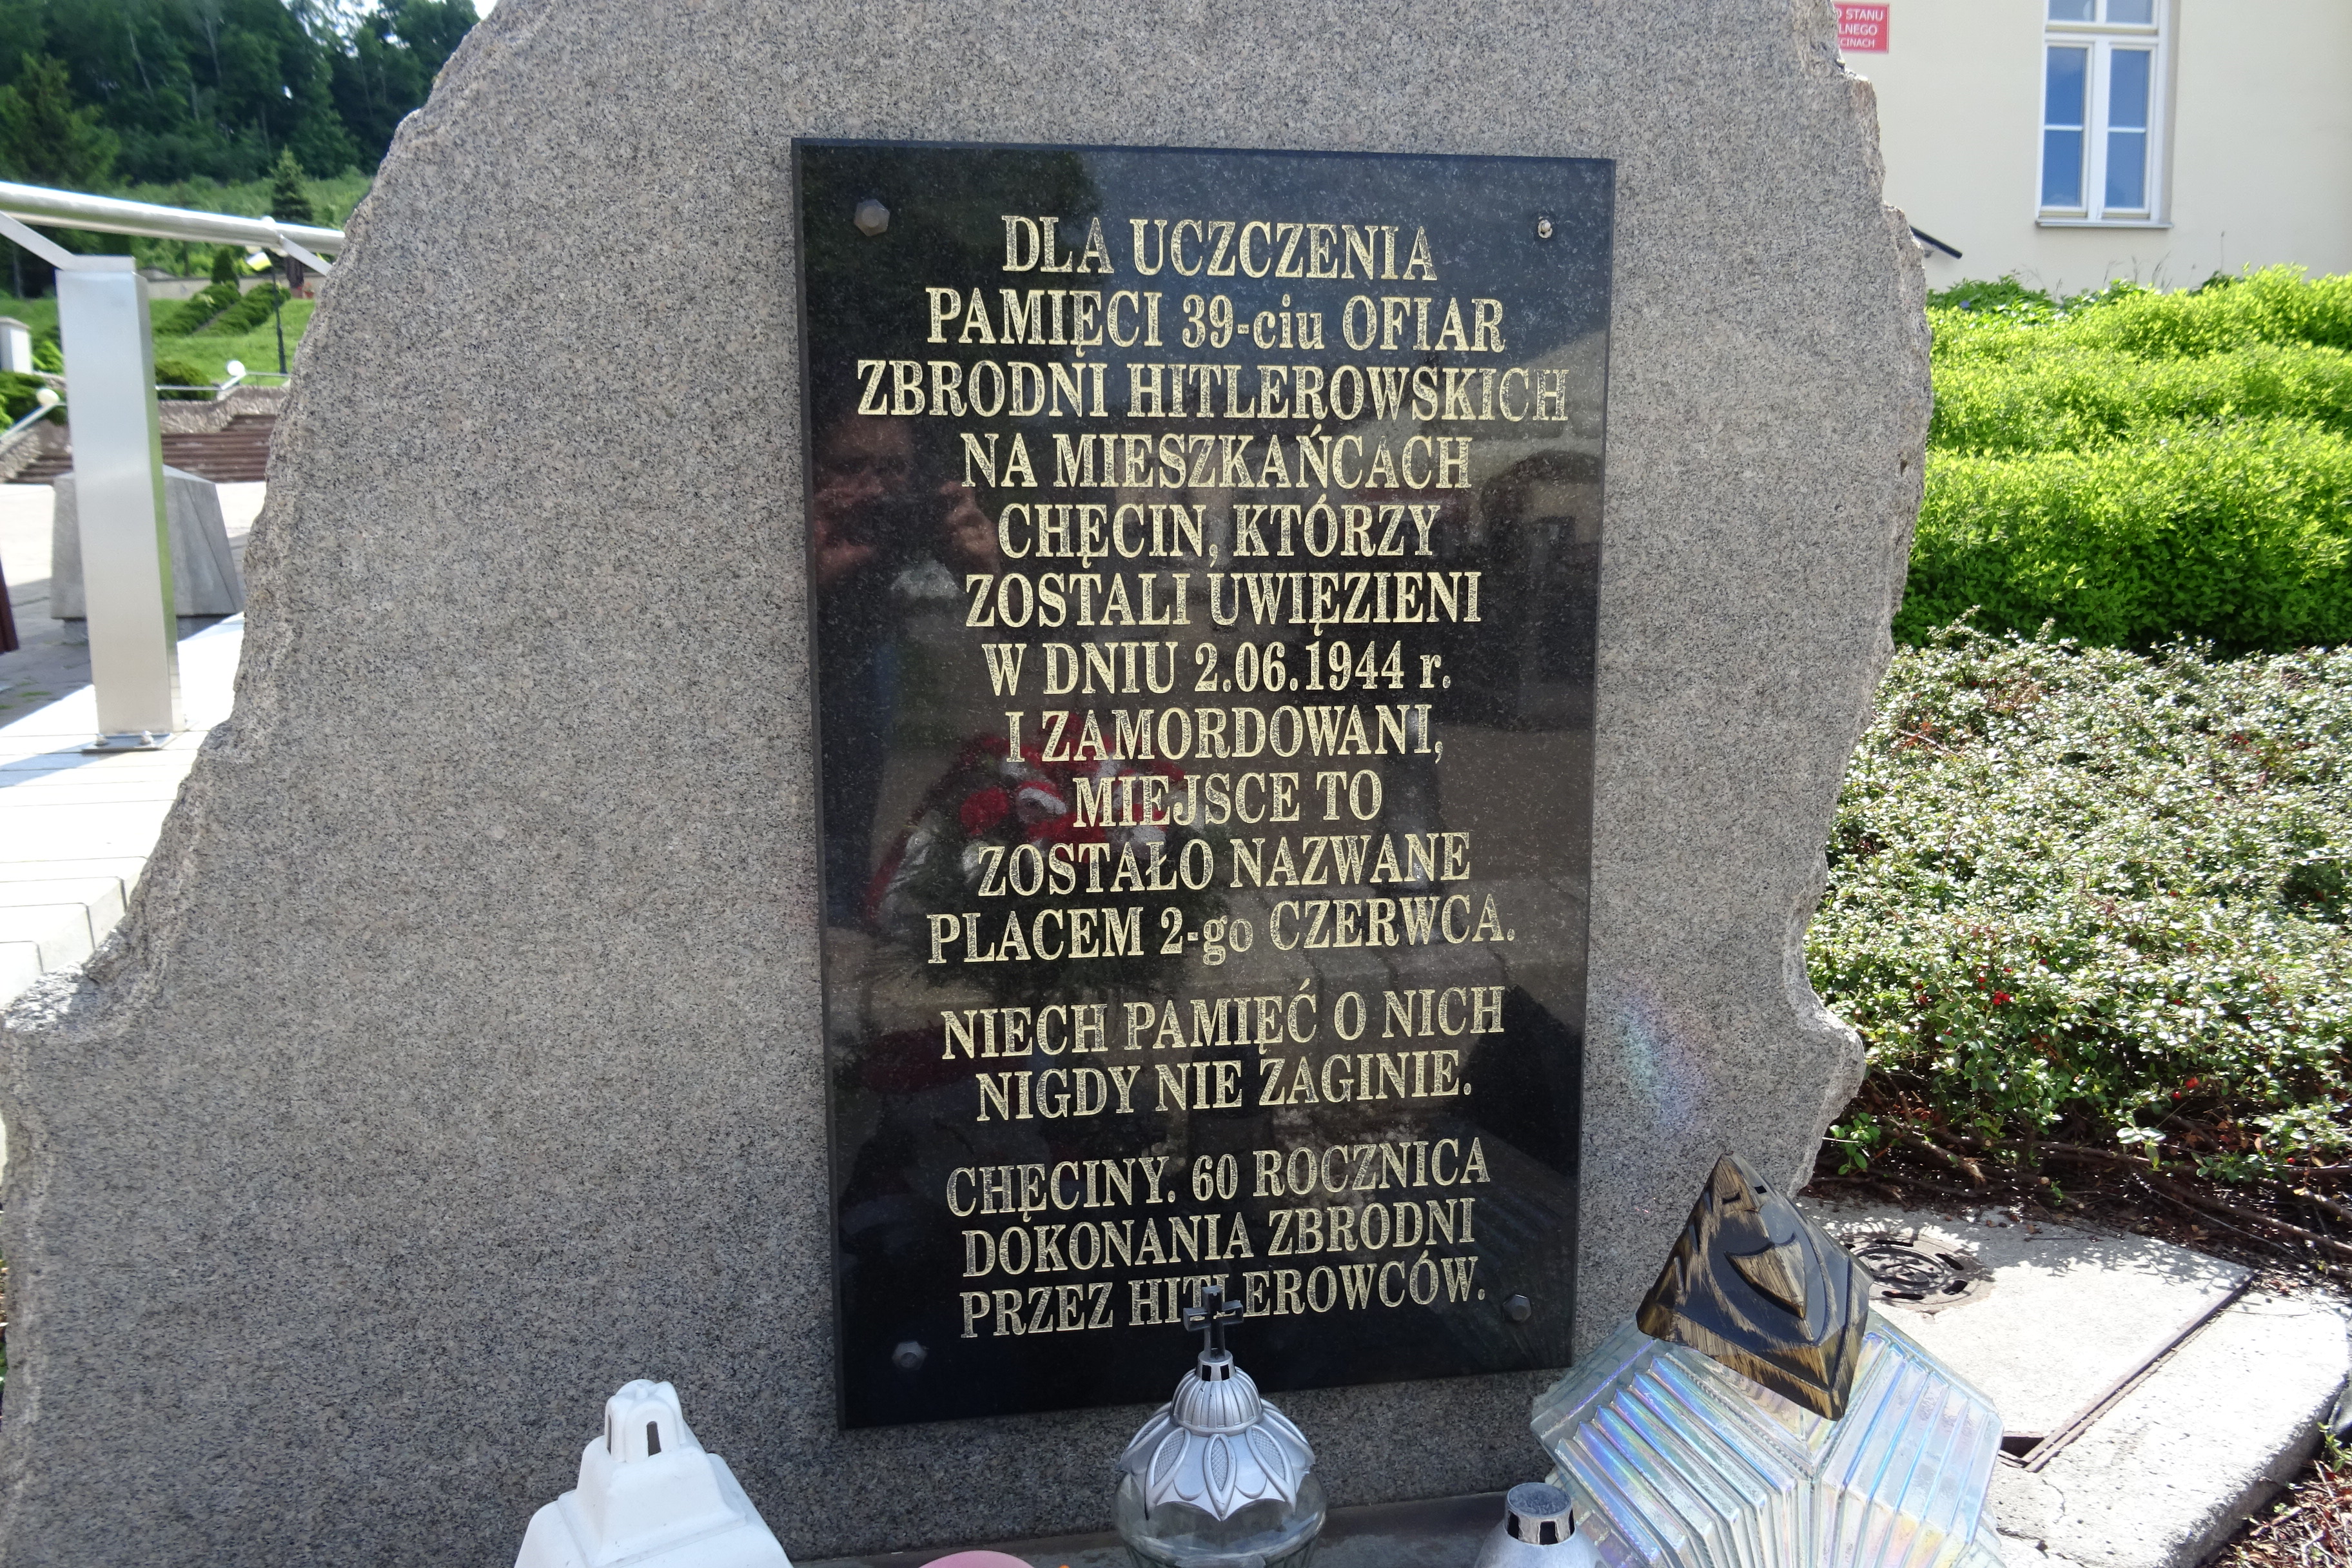 DLA UCZCZENIA
PAMIĘCI 39-ciu OFIAR
ZBRODNI HITLEROWSKICH
NA MIESZKAŃCACH
CHĘCIN, KTÓRZY
ZOSTALI UWIĘZIENI
W DNIU 2.06.1944 r.
I ZAMORDOWANI,
MIEJSCE TO
ZOSTAŁO NAZWANE
PLACEM 2-go CZERWCA.
NIECH PAMIĘĆ O NICH
NIGDY NIE ZAGINIE.
CHĘCINY. 60 ROCZNICA
DOKONANIA ZBRODNI
PRZEZ HITLEROWCÓW.
STANU